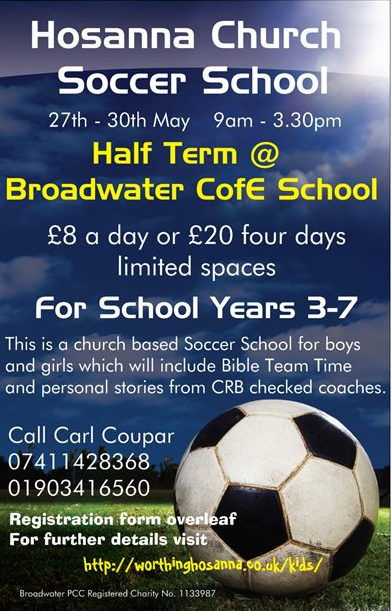 Hosanna Church
Soccer School
27th - 30th May 9am - 3.30pm
Half Term @
Broadwater CofE School
£8 a day or £20 four days
limited spaces
For School Years 3-7
This is a church based Soccer School for boys
and girls which will include Bible Team Time
and personal stories from CRB checked coaches.
Call Carl Coupar
07411428368
01903416560
Registration form overleaf
For further details visit
http://worthinghosanna.co.uk/kids/
Broadwater PCC Registered Charity No. 1133987